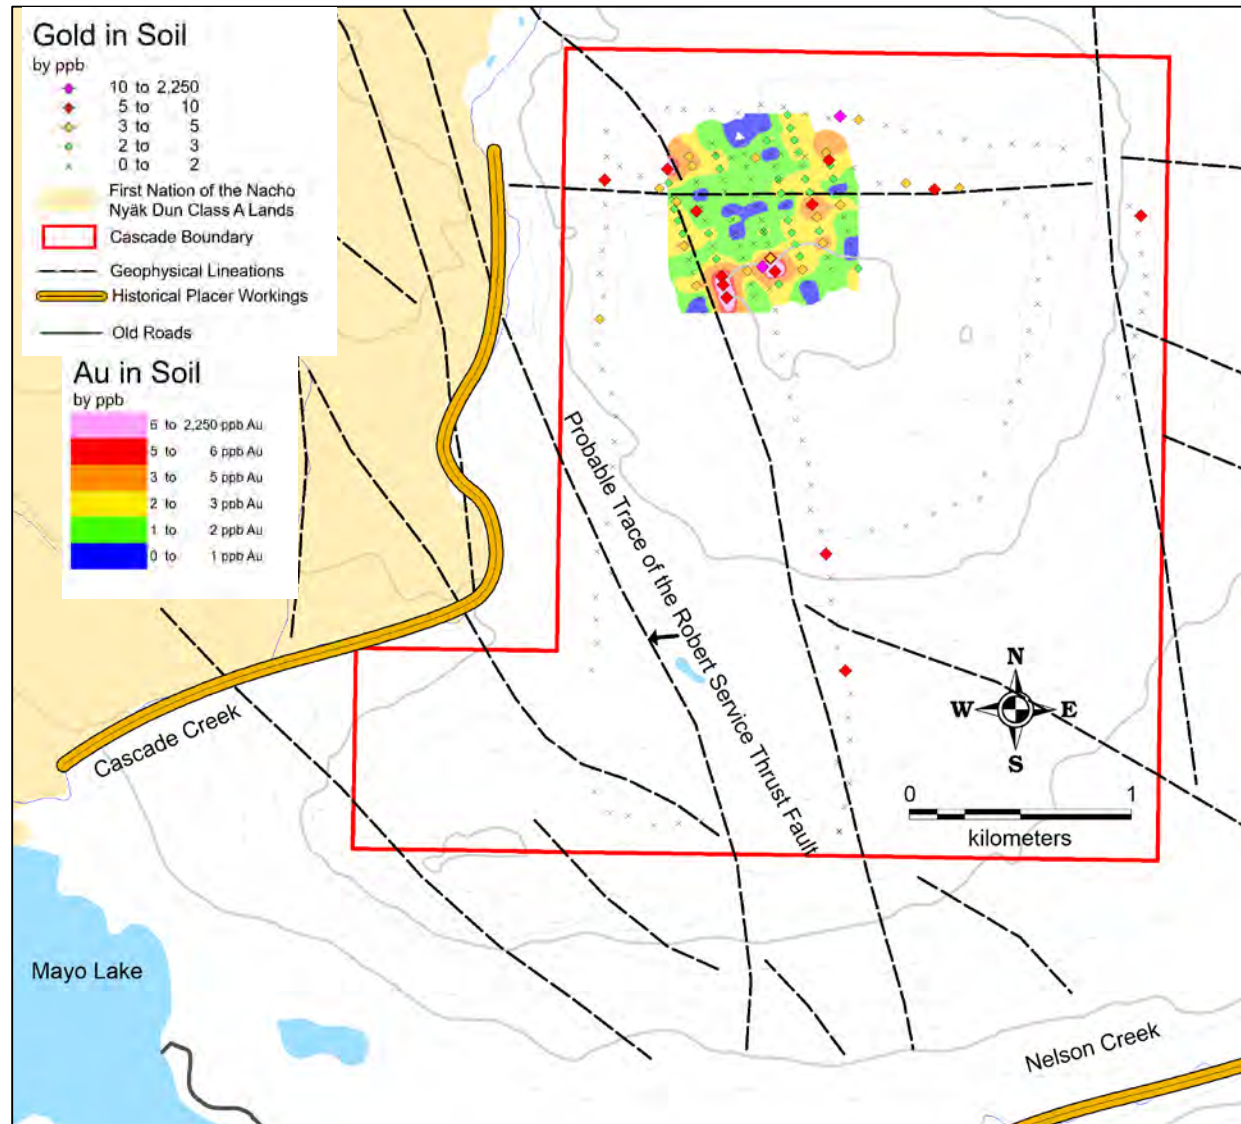 Gold in Soil
by ppb
10 to 2,250
5 to 10
3 to 5
2 to 3
0 to 2
First Nation of the Nacho
Nyäk Dun Class A Lands
Cascade Boundary
Geophysical Lineations
Historical Placer Workings
Old Roads
Au in Soil
by ppb
6 to 2,250 ppb Au
5 to 6 ppb Au
3 to 5 ppb Au
2 to 3 ppb Au
1 to 2 ppb Au
0 to 1 ppb Au
Probable Trace of the Robert Service Thrust Fault
N
W E
S
0 1
kilometers
Cascade Creek
Mayo Lake
Nelson Creek